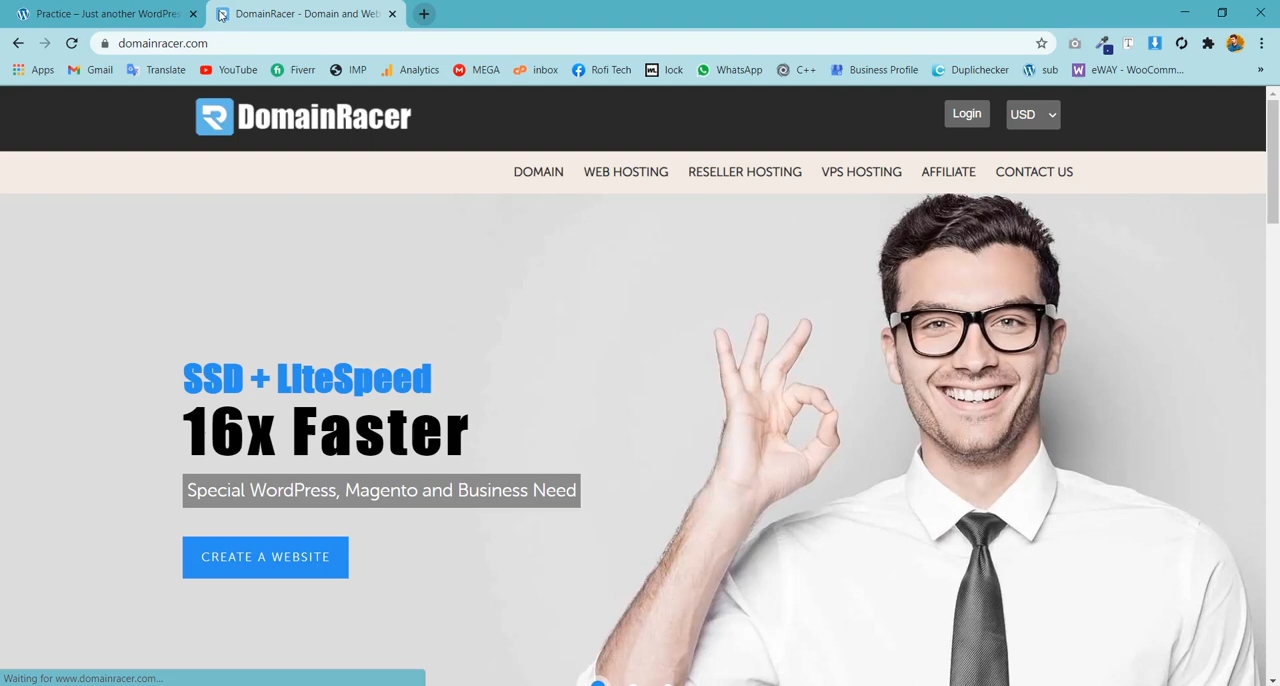 Practice – Just another WordPres
DomainRacer - Domain and Web
domainracer.com
Apps Gmail Translate YouTube Fiverr IMP Analytics MEGA inbox Rofi Tech lock WhatsApp C++ Business Profile Duplichecker sub eWAY - WooComm... »
DomainRacer
Login USD
DOMAIN WEB HOSTING RESELLER HOSTING VPS HOSTING AFFILIATE CONTACT US
SSD + LIteSpeed
16x Faster
Special WordPress, Magento and Business Need
CREATE A WEBSITE
Waiting for www.domainracer.com...